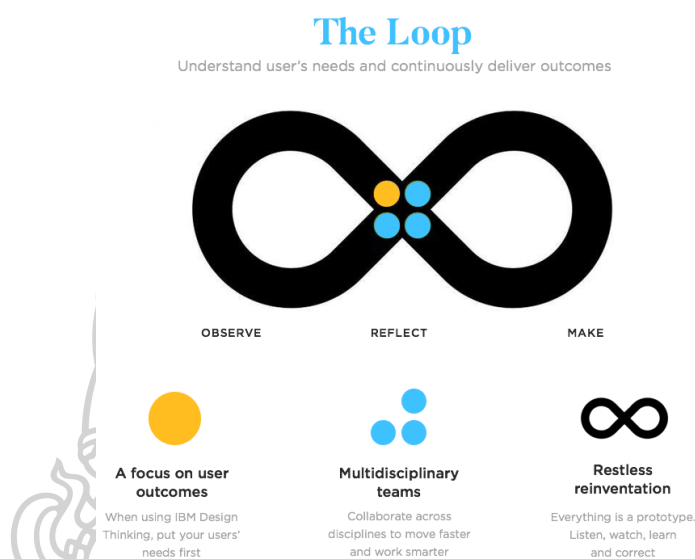 The Loop
Understand user's needs and continuously deliver outcomes
OBSERVE REFLECT MAKE
A focus on user
outcomes
When using IBM Design
Thinking, put your users'
needs first
Multidisciplinary
teams
Collaborate across
disciplines to move faster
and work smarter
Restless
reinventation
Everything is a prototype.
Listen, watch, learn
and correct